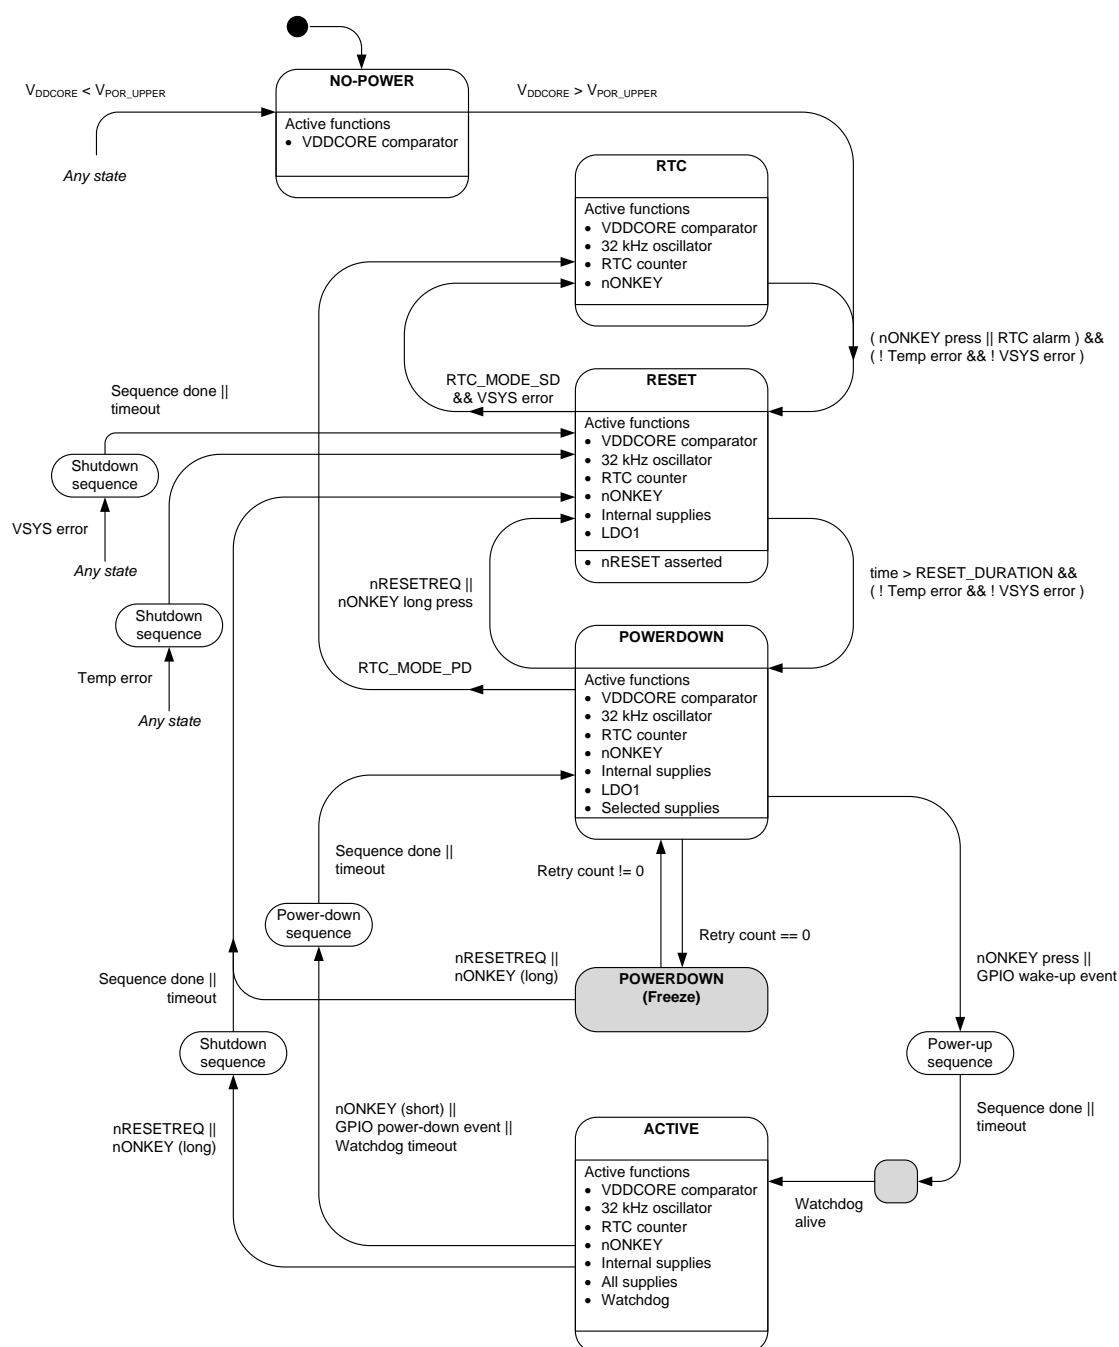 NO-POWER
V_DDCORE < V_POR_UPPER
V_DDCORE > V_POR_UPPER
Active functions
• VDDCORE comparator
Any state
RTC
Active functions
• VDDCORE comparator
• 32 kHz oscillator
• RTC counter
• nONKEY
( nONKEY press || RTC alarm ) &&
( ! Temp error && ! VSYS error )
RTC_MODE_SD
&& VSYS error
RESET
Sequence done ||
timeout
Active functions
• VDDCORE comparator
• 32 kHz oscillator
• RTC counter
• nONKEY
• Internal supplies
• LDO1
• nRESET asserted
Shutdown
sequence
VSYS error
Any state
nRESETREQ ||
nONKEY long press
time > RESET_DURATION &&
( ! Temp error && ! VSYS error )
Shutdown
sequence
Temp error
Any state
POWERDOWN
RTC_MODE_PD
Active functions
• VDDCORE comparator
• 32 kHz oscillator
• RTC counter
• nONKEY
• Internal supplies
• LDO1
• Selected supplies
Sequence done ||
timeout
Retry count != 0
Power-down
sequence
Retry count == 0
nRESETREQ ||
nONKEY (long)
POWERDOWN
(Freeze)
nONKEY press ||
GPIO wake-up event
Sequence done ||
timeout
Shutdown
sequence
Power-up
sequence
nRESETREQ ||
nONKEY (long)
nONKEY (short) ||
GPIO power-down event ||
Watchdog timeout
Sequence done ||
timeout
ACTIVE
Active functions
• VDDCORE comparator
• 32 kHz oscillator
• RTC counter
• nONKEY
• Internal supplies
• All supplies
• Watchdog
Watchdog
alive